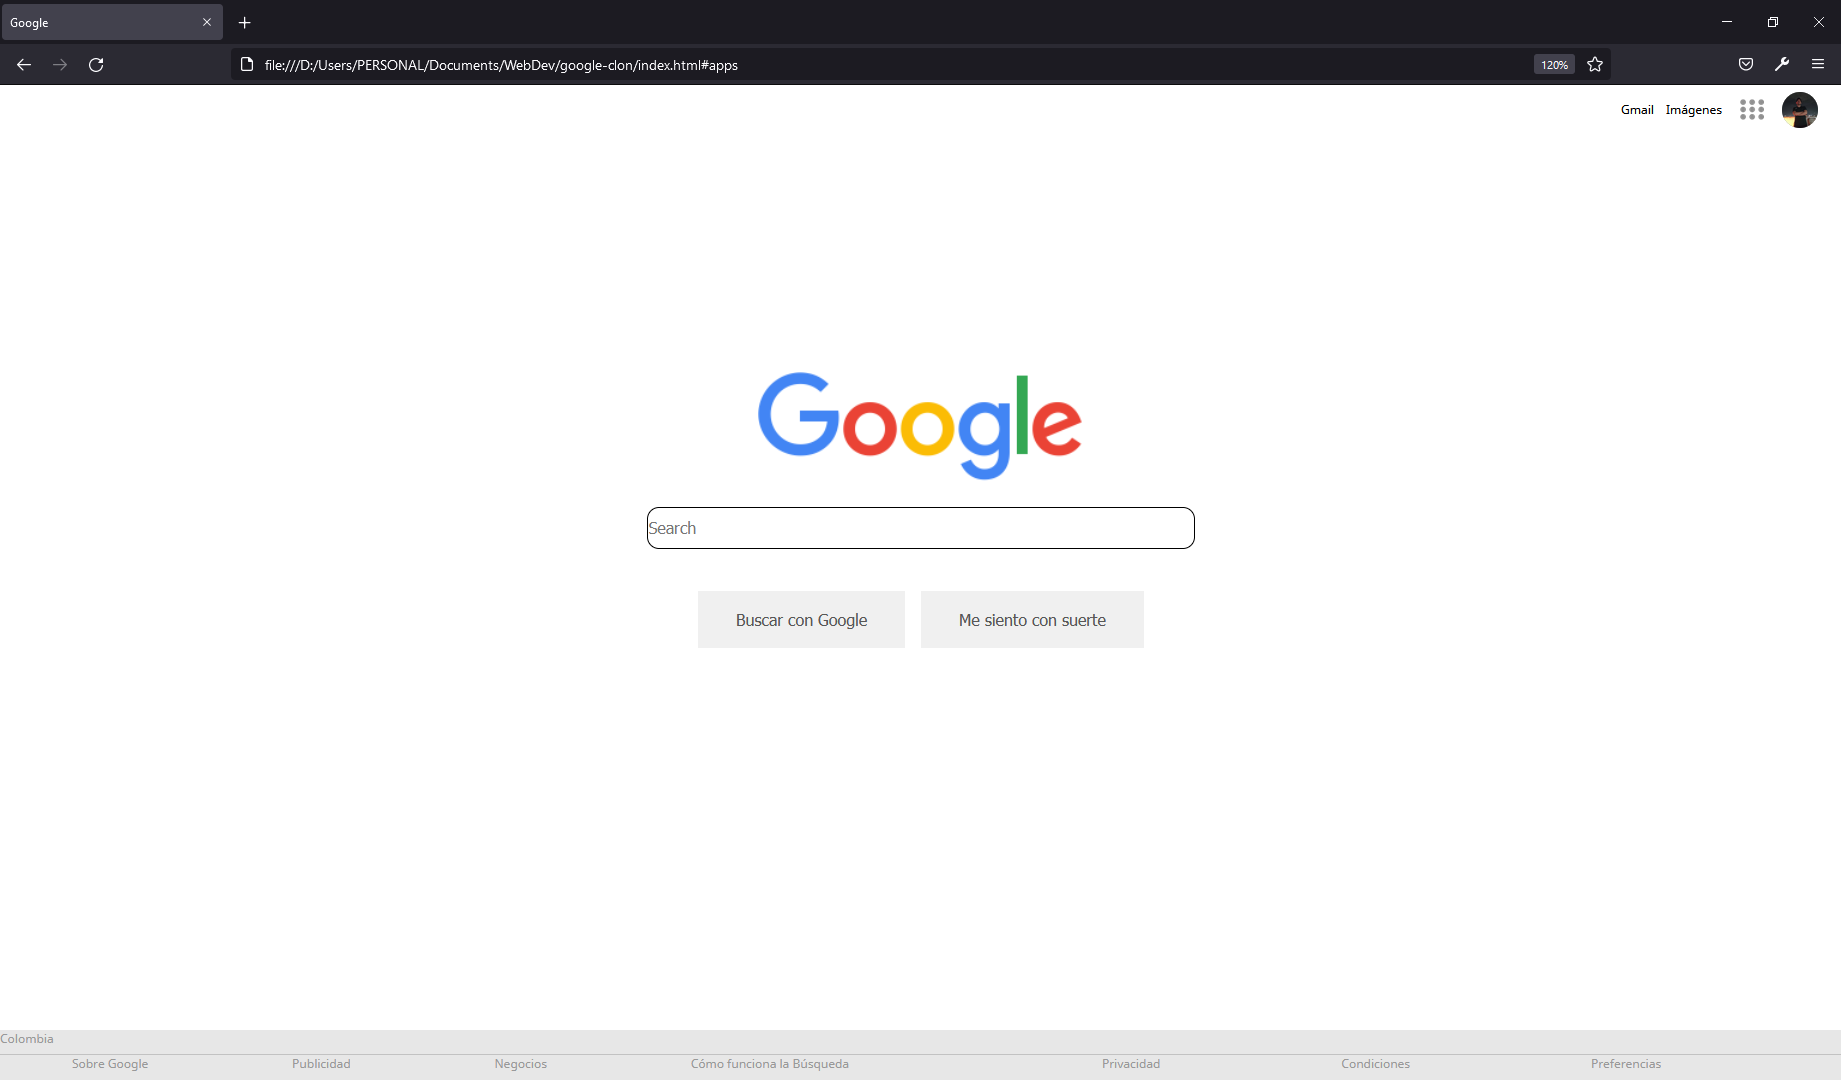 Google
file:///D:/Users/PERSONAL/Documents/WebDev/google-clon/index.html#apps 120%
Gmail Imágenes
Google
Search
Buscar con Google Me siento con suerte
Colombia
Sobre Google Publicidad Negocios Cómo funciona la Búsqueda Privacidad Condiciones Preferencias